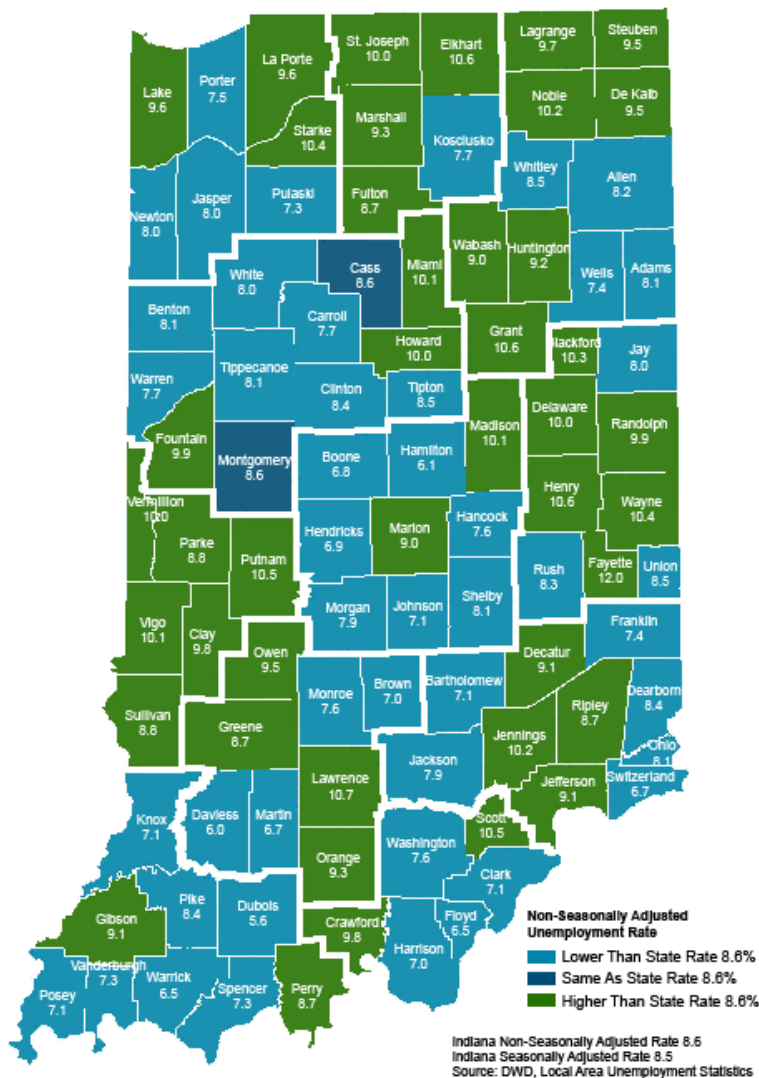 St. Joseph
10.0
Elkhart
10.6
Lagrange
9.7
Steuben
9.5
La Porte
9.6
Porter
7.5
Lake
9.6
Noble
10.2
De Kalb
9.5
Marshall
9.3
Starke
10.4
Kosciusko
7.7
Whitley
8.5
Allen
8.2
Jasper
8.0
Pulaski
7.3
Fulton
8.7
Newton
8.0
Wabash
9.0
Huntington
9.2
Miami
10.1
Cass
8.6
White
8.0
Wells
7.4
Adams
8.1
Benton
8.1
Carroll
7.7
Grant
10.6
Howard
10.0
Blackford
10.3
Jay
8.0
Tippecanoe
8.1
Warren
7.7
Clinton
8.4
Tipton
8.5
Delaware
10.0
Randolph
9.9
Madison
10.1
Fountain
9.9
Montgomery
8.6
Boone
6.8
Hamilton
6.1
Henry
10.6
Wayne
10.4
Vermillion
10.0
Hancock
7.6
Hendricks
6.9
Marion
9.0
Parke
8.8
Putnam
10.5
Rush
8.3
Fayette
12.0
Union
8.5
Shelby
8.1
Morgan
7.9
Johnson
7.1
Vigo
10.1
Clay
9.8
Franklin
7.4
Owen
9.5
Decatur
9.1
Monroe
7.6
Brown
7.0
Bartholomew
7.1
Dearborn
8.4
Ripley
8.7
Sullivan
8.8
Greene
8.7
Jennings
10.2
Ohio
8.1
Jackson
7.9
Switzerland
6.7
Lawrence
10.7
Jefferson
9.1
Knox
7.1
Daviess
6.0
Martin
6.7
Scott
10.5
Washington
7.6
Orange
9.3
Clark
7.1
Pike
8.4
Dubois
5.6
Gibson
9.1
Crawford
9.8
Floyd
6.5
Harrison
7.0
Vanderburgh
7.3
Warrick
6.5
Posey
7.1
Spencer
7.3
Perry
8.7
Non-Seasonally Adjusted
Unemployment Rate
Lower Than State Rate 8.6%
Same As State Rate 8.6%
Higher Than State Rate 8.6%
Indiana Non-Seasonally Adjusted Rate 8.6
Indiana Seasonally Adjusted Rate 8.5
Source: DWD, Local Area Unemployment Statistics